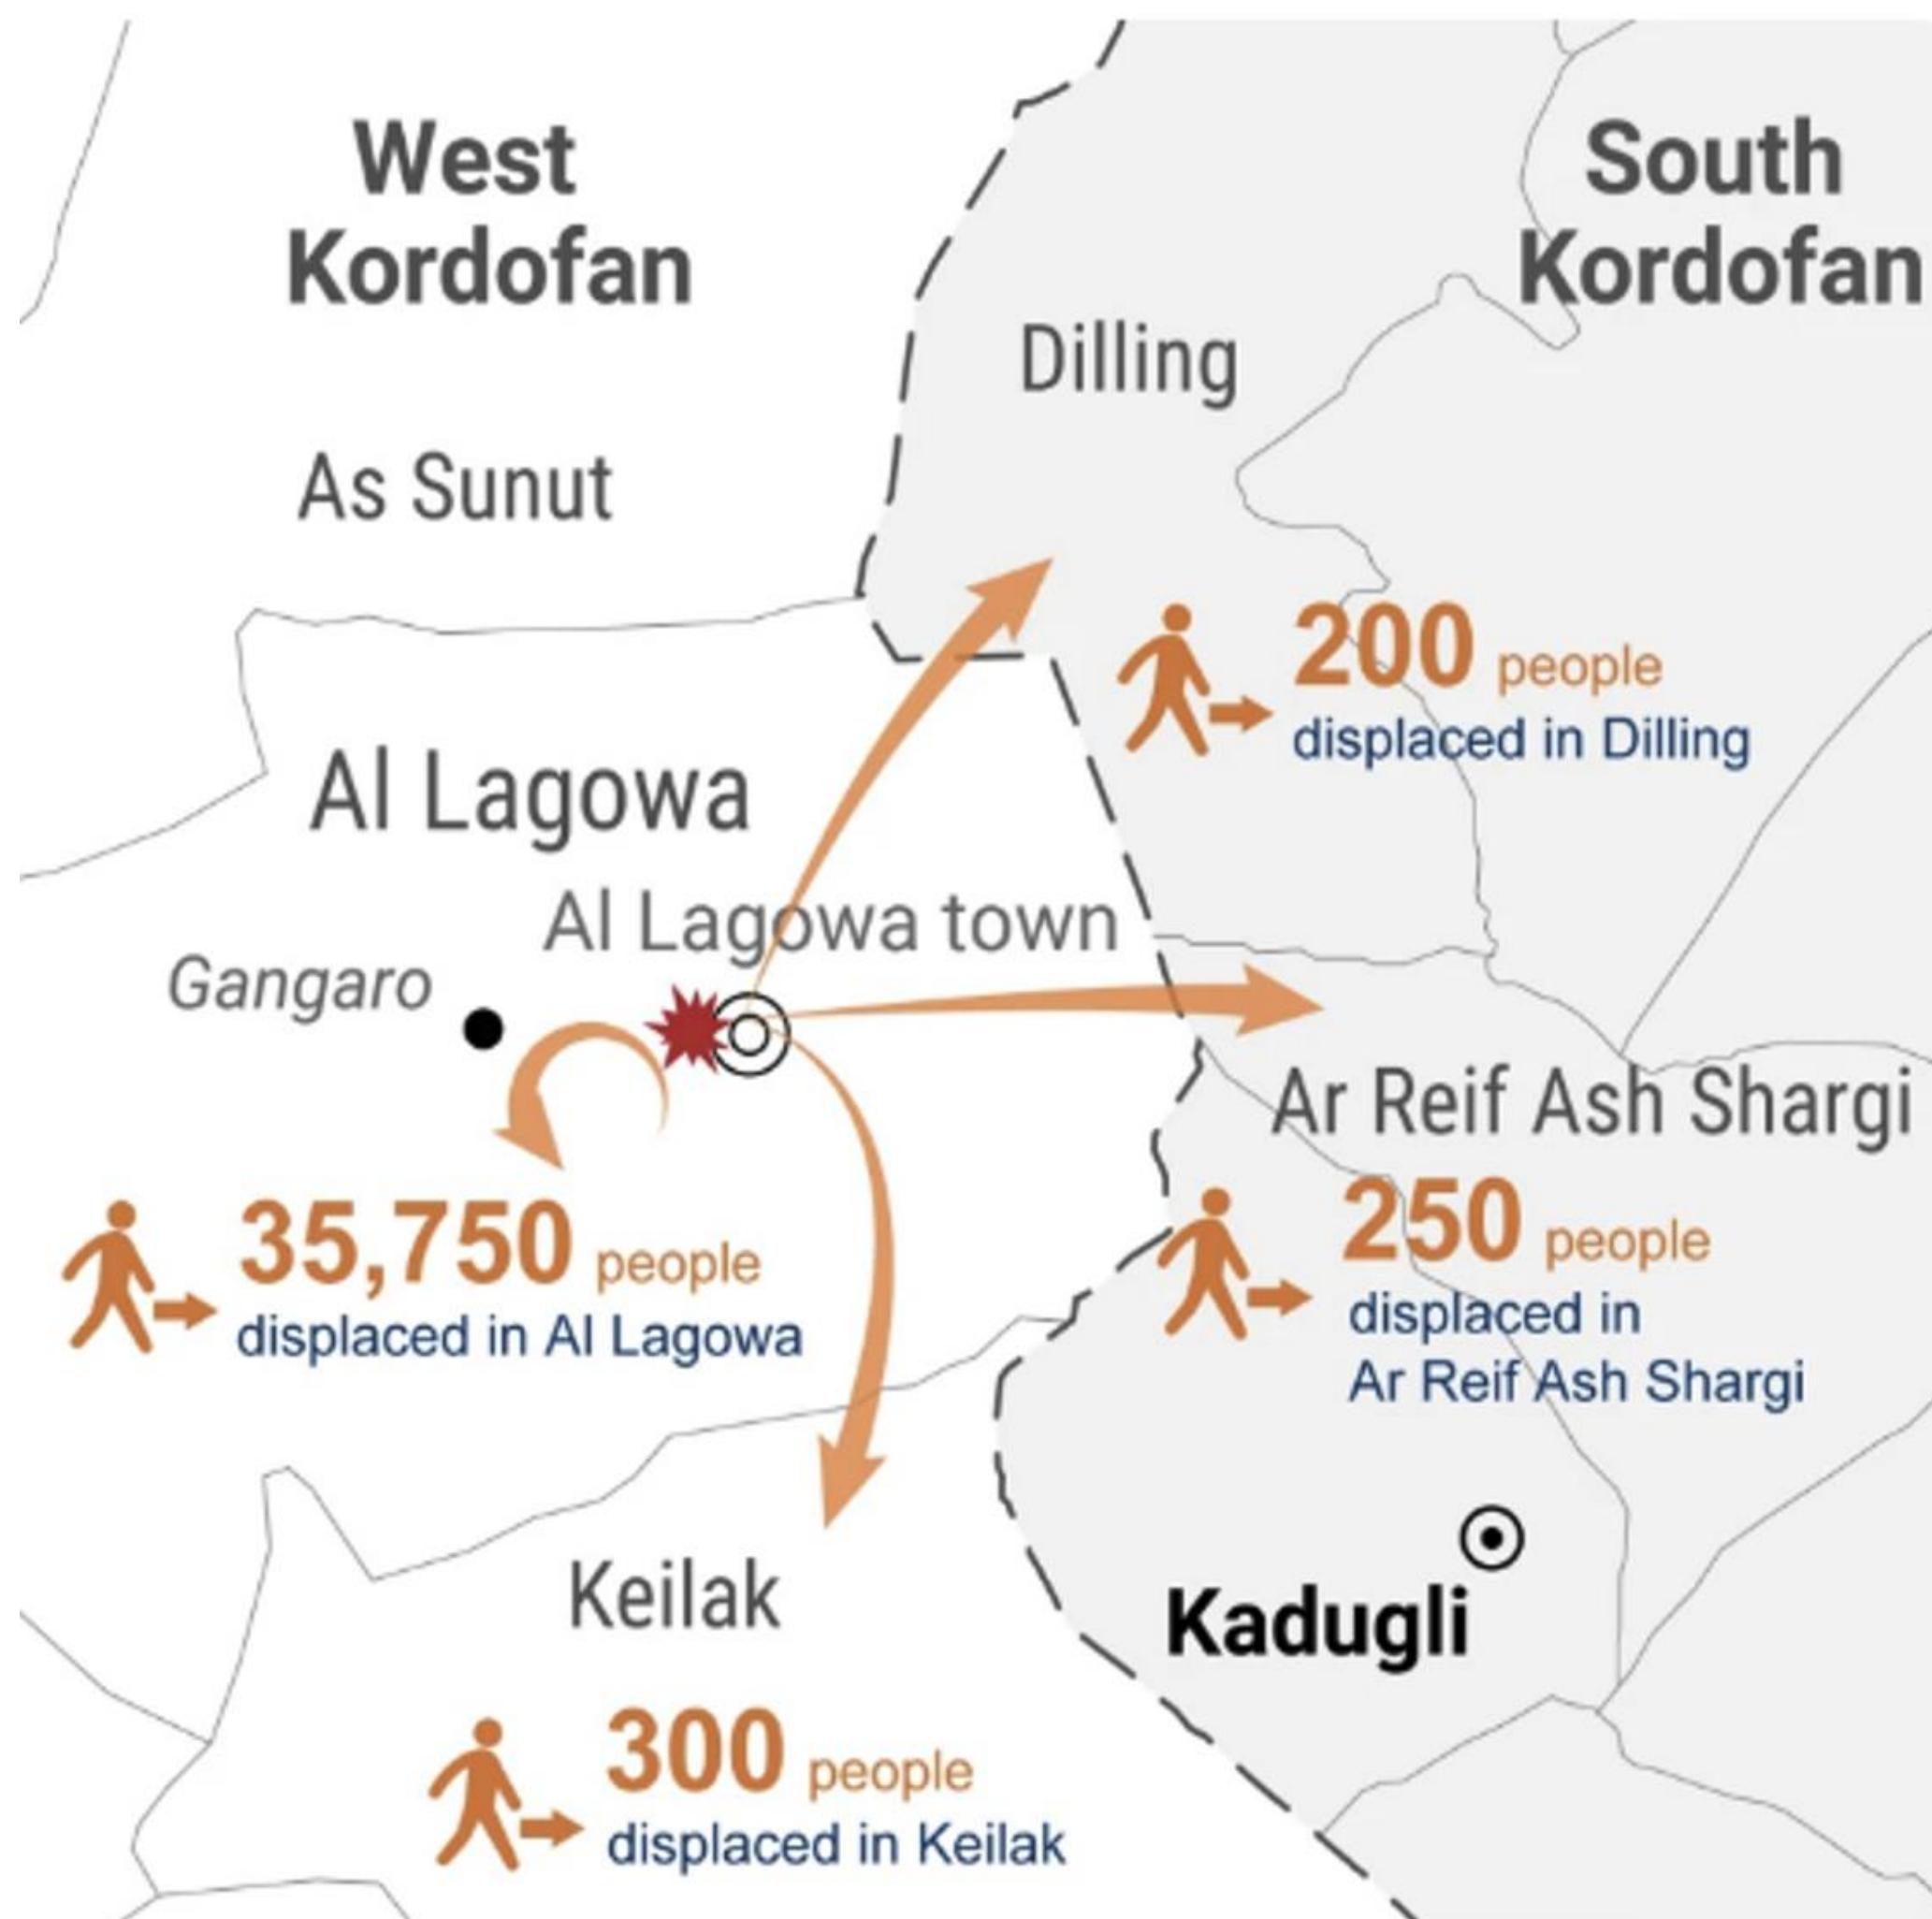 West
Kordofan
South
Kordofan
Dilling
As Sunut
200 people
displaced in Dilling
Al Lagowa
Al Lagowa town
Gangaro
Ar Reif Ash Shargi
250 people
displaced in
Ar Reif Ash Shargi
35,750 people
displaced in Al Lagowa
Keilak
Kadugli
300 people
displaced in Keilak